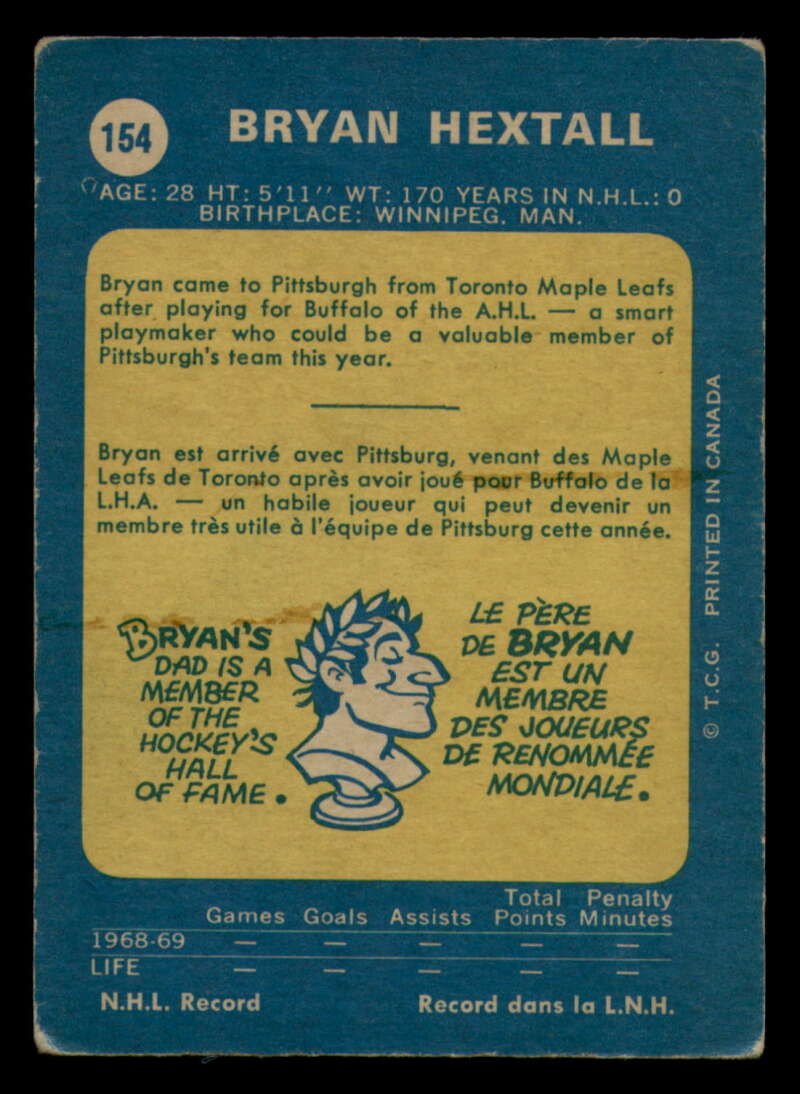 154
BRYAN HEXTALL
AGE: 28 HT: 5'11'' WT: 170 YEARS IN N.H.L.: 0
BIRTHPLACE: WINNIPEG, MAN.
Bryan came to Pittsburgh from Toronto Maple Leafs
after playing for Buffalo of the A.H.L. — a smart
playmaker who could be a valuable member of
Pittsburgh's team this year.
Bryan est arrivé avec Pittsburg, venant des Maple
Leafs de Toronto après avoir joué pour Buffalo de la
L.H.A. — un habile joueur qui peut devenir un
membre très utile à l'équipe de Pittsburg cette année.
BRYAN'S
DAD IS A
MEMBER
OF THE
HOCKEY'S
HALL
OF FAME.
LE PÈRE
DE BRYAN
EST UN
MEMBRE
DES JOUEURS
DE RENOMMÉE
MONDIALE.
© T.C.G. PRINTED IN CANADA
Games Goals Assists Total Points Penalty Minutes
1968-69 — — — — —
LIFE — — — — —
N.H.L. Record Record dans la L.N.H.